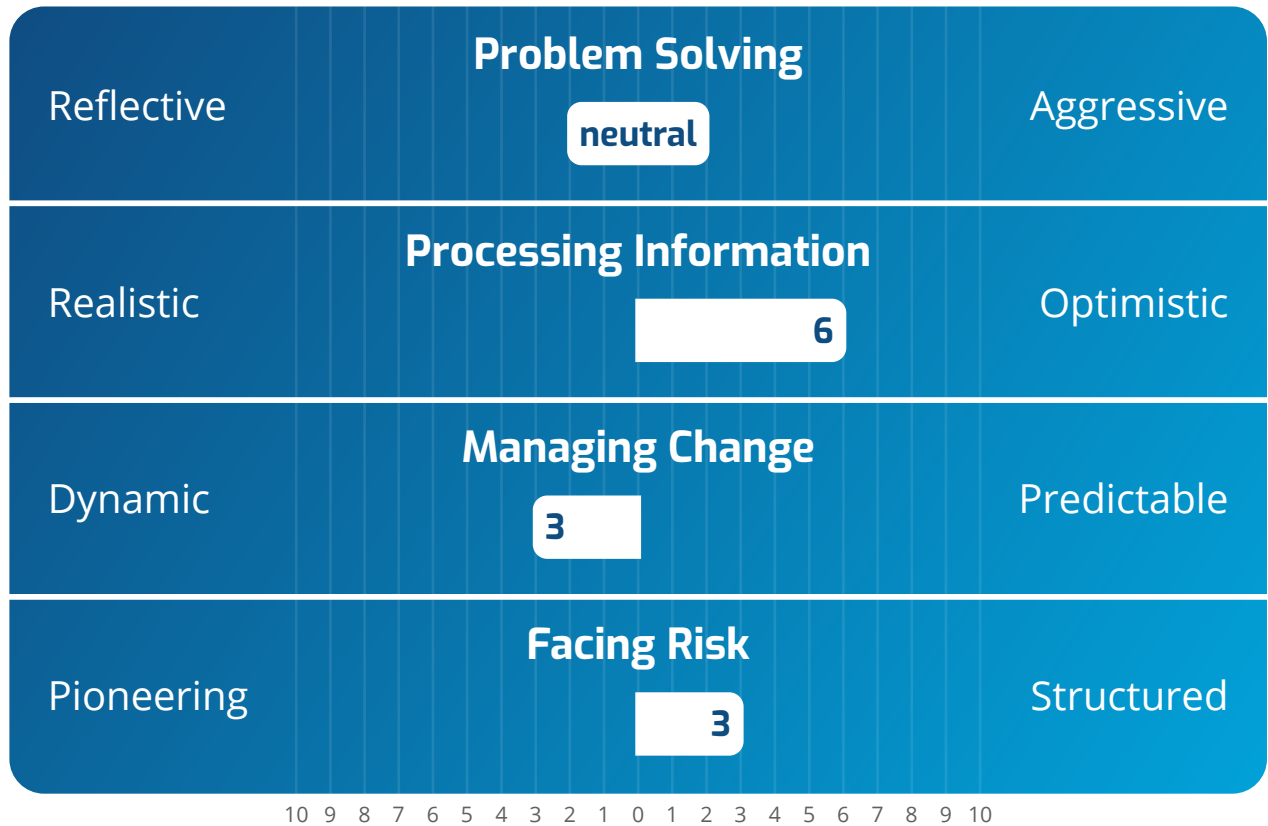 Problem Solving
Reflective
neutral
Aggressive
Processing Information
Realistic
6
Optimistic
Managing Change
Dynamic
3
Predictable
Facing Risk
Pioneering
3
Structured
10 9 8 7 6 5 4 3 2 1 0 1 2 3 4 5 6 7 8 9 10